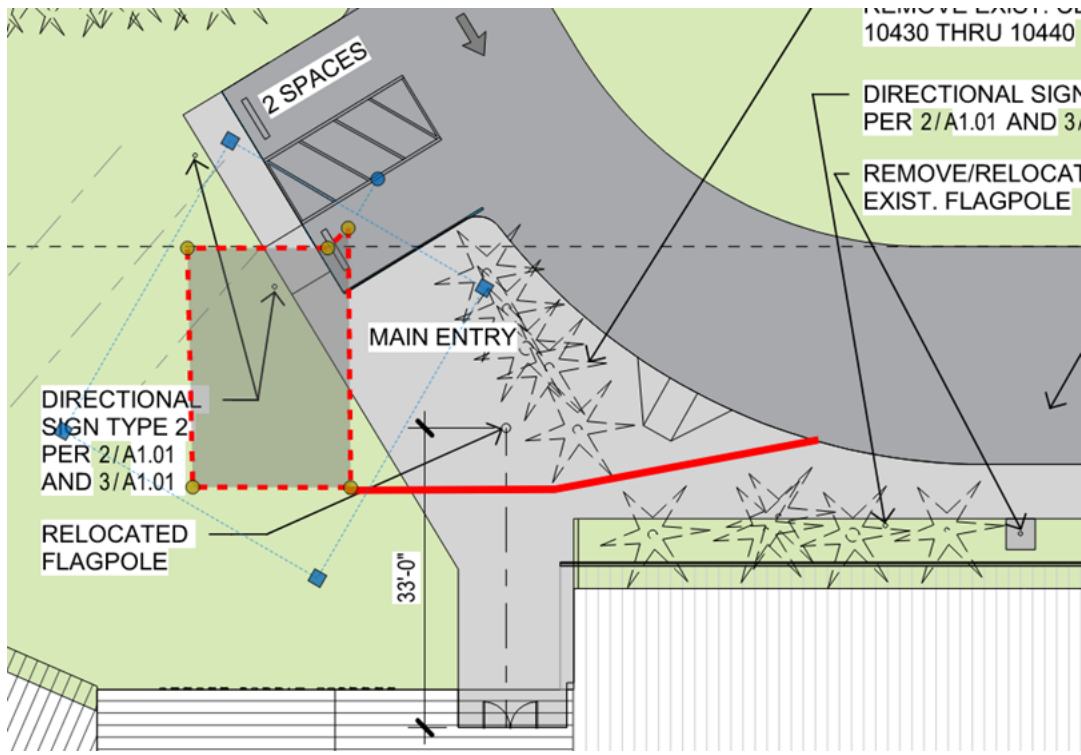 10430 THRU 10440
2 SPACES
DIRECTIONAL SIGN
PER 2/A1.01 AND 3/
REMOVE/RELOCAT
EXIST. FLAGPOLE
MAIN ENTRY
DIRECTIONAL
SIGN TYPE 2
PER 2/A1.01
AND 3/A1.01
RELOCATED
FLAGPOLE
33'-0"